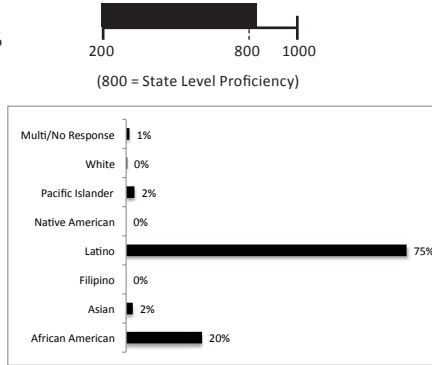 %
200 800 1000
(800 = State Level Proficiency)
Multi/No Response 1%
White 0%
Pacific Islander 2%
Native American 0%
Latino 75%
Filipino 0%
Asian 2%
African American 20%